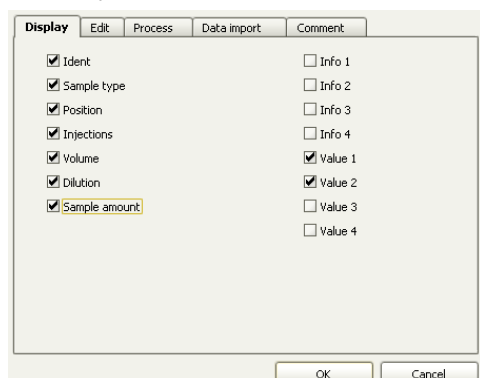 Display Edit Process Data import Comment
Ident
Sample type
Position
Injections
Volume
Dilution
Sample amount
Info 1
Info 2
Info 3
Info 4
Value 1
Value 2
Value 3
Value 4
OK Cancel